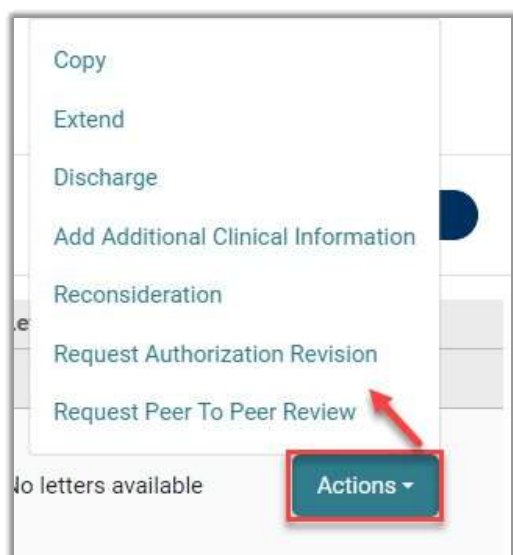 Copy
Extend
Discharge
Add Additional Clinical Information
Reconsideration
Request Authorization Revision
Request Peer To Peer Review
letters available
Actions